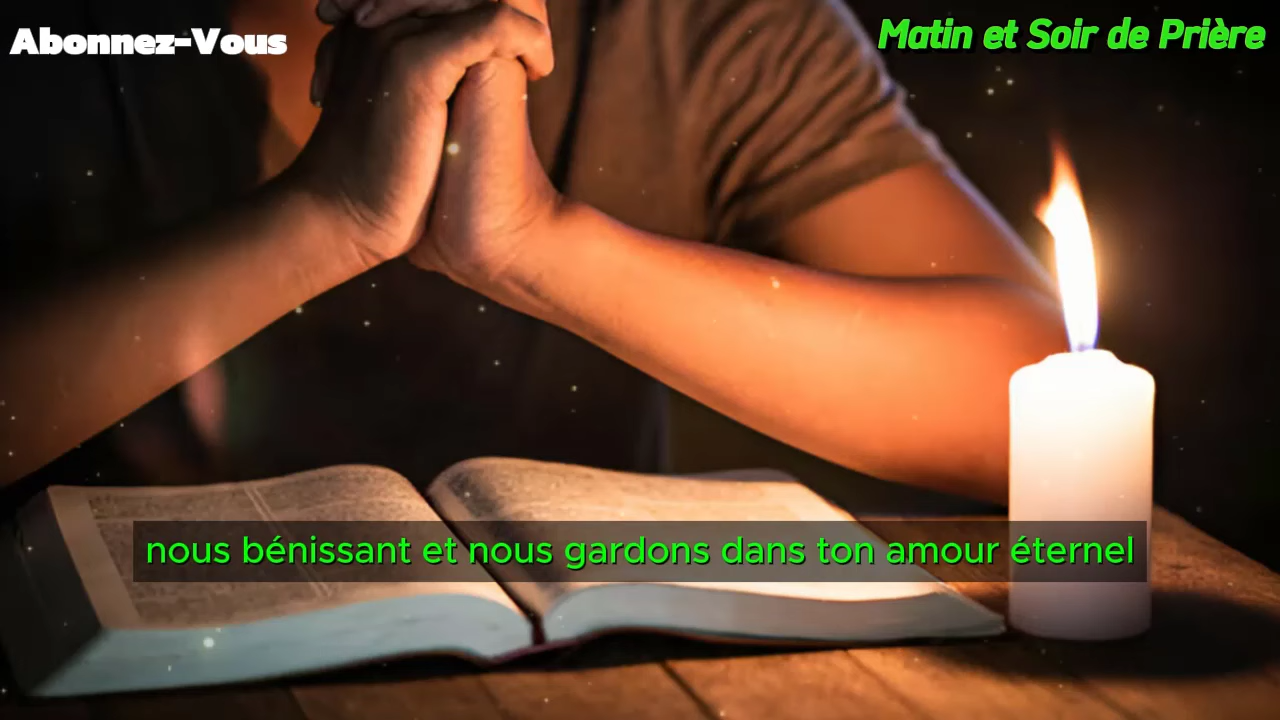 Abonnez-Vous
Matin et Soir de Prière
nous bénissant et nous gardons dans ton amour éternel